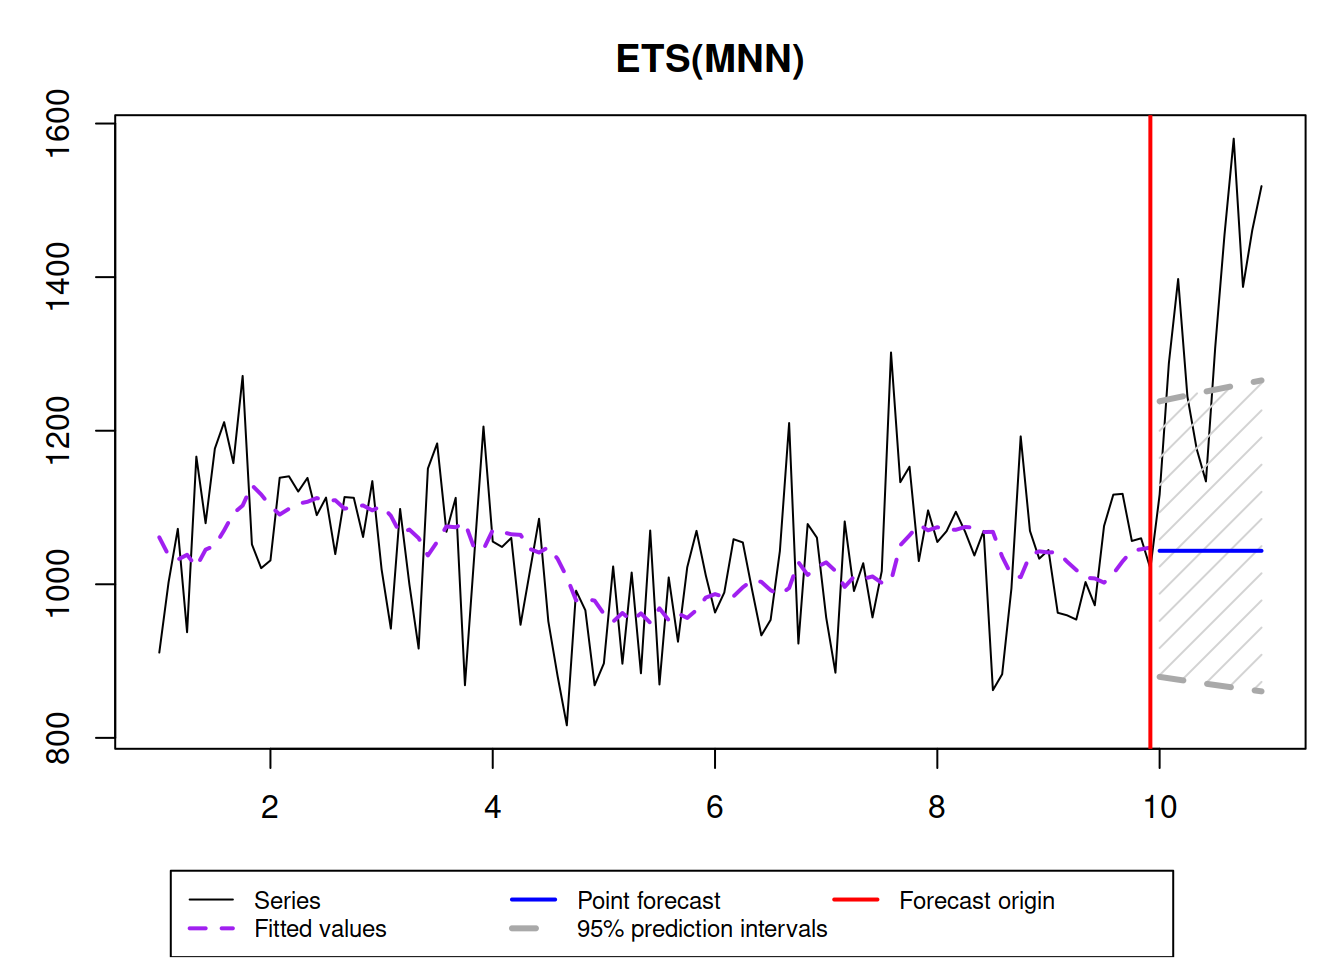 ETS(MNN)
1600
1400
1200
1000
800
2 4 6 8 10
Series Point forecast Forecast origin
Fitted values 95% prediction intervals